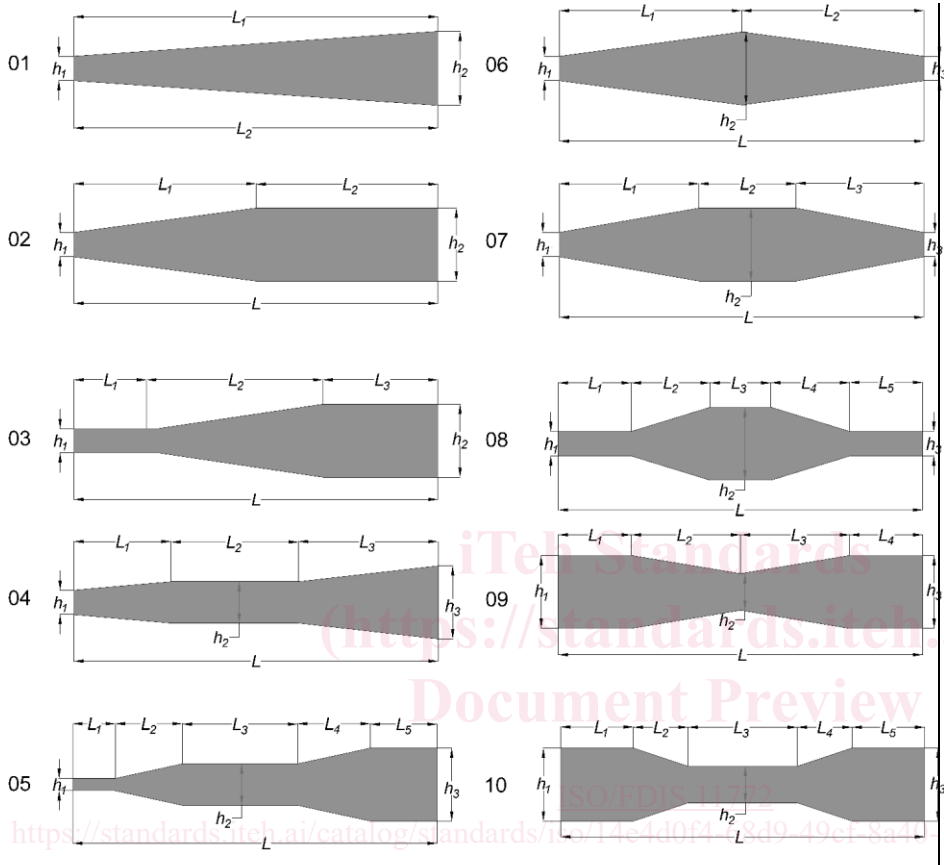 L1
01 h1 h2
L2
L1 L2
06 h1 h2 h3
L
L1 L2
02 h1 h2
L
L1 L2 L3
07 h1 h2 h3
L
L1 L2 L3
03 h1 h2
L
L1 L2 L3 L4 L5
08 h1 h2 h3
L
L1 L2 L3
04 h1 h2 h3
L
L1 L2 L3 L4
09 h1 h2 h3
L
L1 L2 L3 L4 L5
05 h1 h2 h3
L
L1 L2 L3 L4 L5
10 h1 h2 h3
L
iTeh Standards
(https://standards.iteh.
Document Preview
ISO/FDIS 11772
https://standards.iteh.ai/catalog/standards/iso/14e4d0f4-68d9-49cf-8a40-